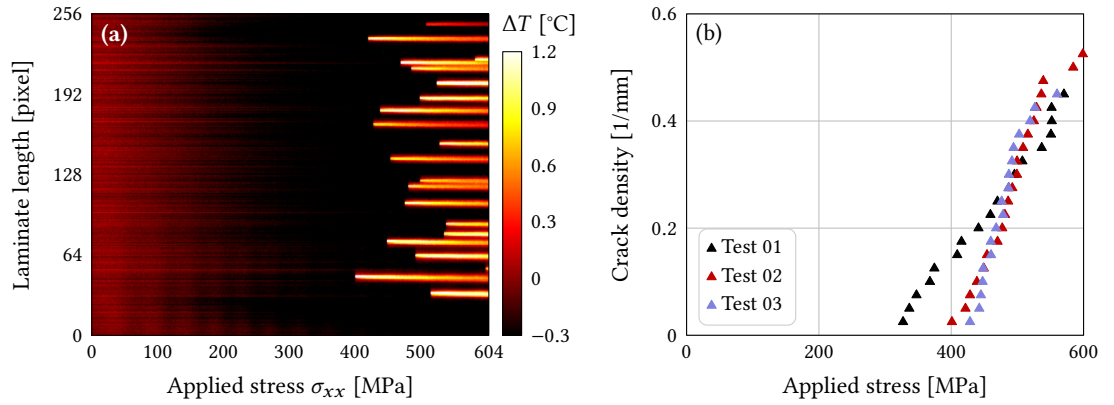 (a)
ΔT [°C]
256
192
128
64
0
Laminate length [pixel]
0
100
200
300
400
500
604
Applied stress σxx [MPa]
1.2
0.9
0.6
0.3
0
−0.3
(b)
0.6
0.4
0.2
0
Crack density [1/mm]
Test 01
Test 02
Test 03
0
200
400
600
Applied stress [MPa]